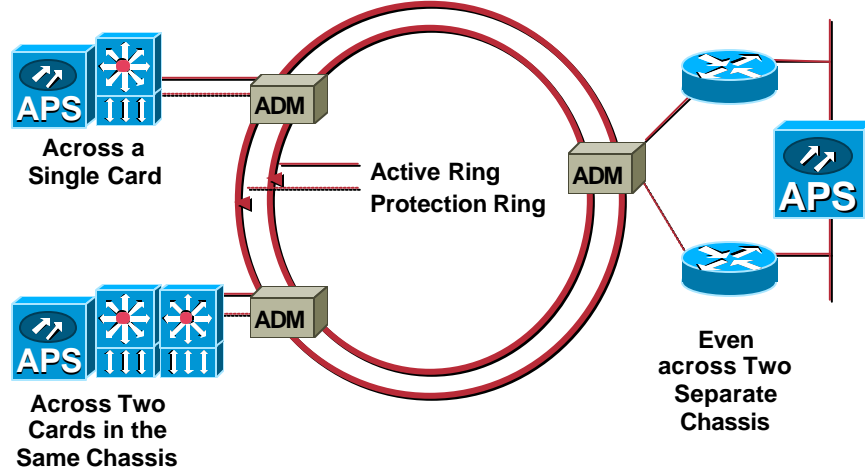 APS
Across a
Single Card
ADM
Active Ring
Protection Ring
ADM
APS
ADM
APS
Across Two
Cards in the
Same Chassis
Even
across Two
Separate
Chassis